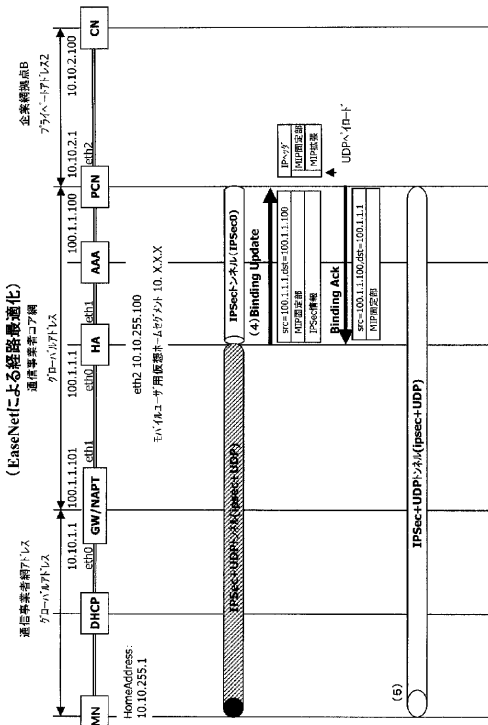 (EaseNetによる経路最適化)
通信事業者網アドレス
グローバルアドレス
通信事業者コア網
グローバルアドレス
企業網拠点B
プライベートアドレス2
10.10.1.1
100.1.1.101
100.1.1.1
100.1.1.100
10.10.2.1
10.10.2.100
eth0
eth1
eth0
eth1
eth2
MN
DHCP
GW/NAPT
HA
AAA
PCN
CN
HomeAddress:
10.10.255.1
eth2 10.10.255.100
モバイルユーザ用仮想ホームセグメント 10. X.X.X
IPSec+UDPトンネル(ipsec+UDP)
IPSecトンネル(IPSec0)
(4)Binding Update
src=100.1.1.1,dst=100.1.1.100
MIP固定部
IPSec情報
IPヘッダ
MIP固定部
MIP拡張
UDPペイロード
Binding Ack
src=100.1.1.100,dst=100.1.1.1
MIP固定部
(5)
IPSec+UDPトンネル(ipsec+UDP)